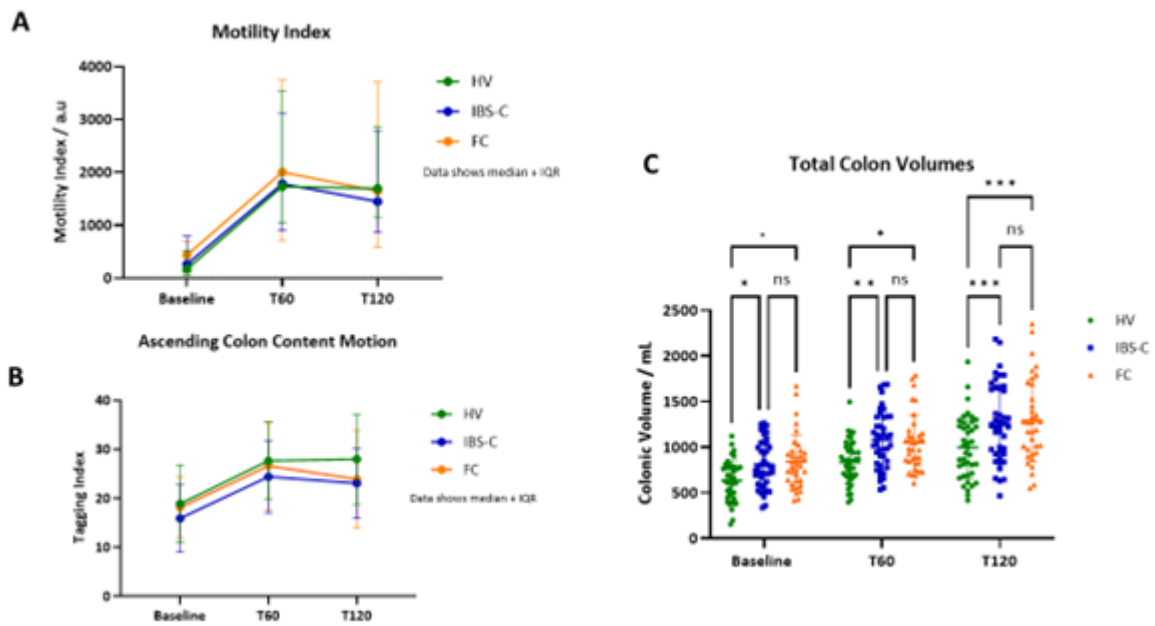 A
Motility Index
4000
3000
2000
1000
0
Motility Index / a.u
Baseline
T60
T120
HV
IBS-C
FC
Data shows median + IQR
B
Ascending Colon Content Motion
40
30
20
10
0
Tagging Index
Baseline
T60
T120
HV
IBS-C
FC
Data shows median + IQR
C
Total Colon Volumes
* * *
ns
* * *
*
* *
ns
*
ns
2500
2000
1500
1000
500
0
Colonic Volume / mL
Baseline
T60
T120
HV
IBS-C
FC